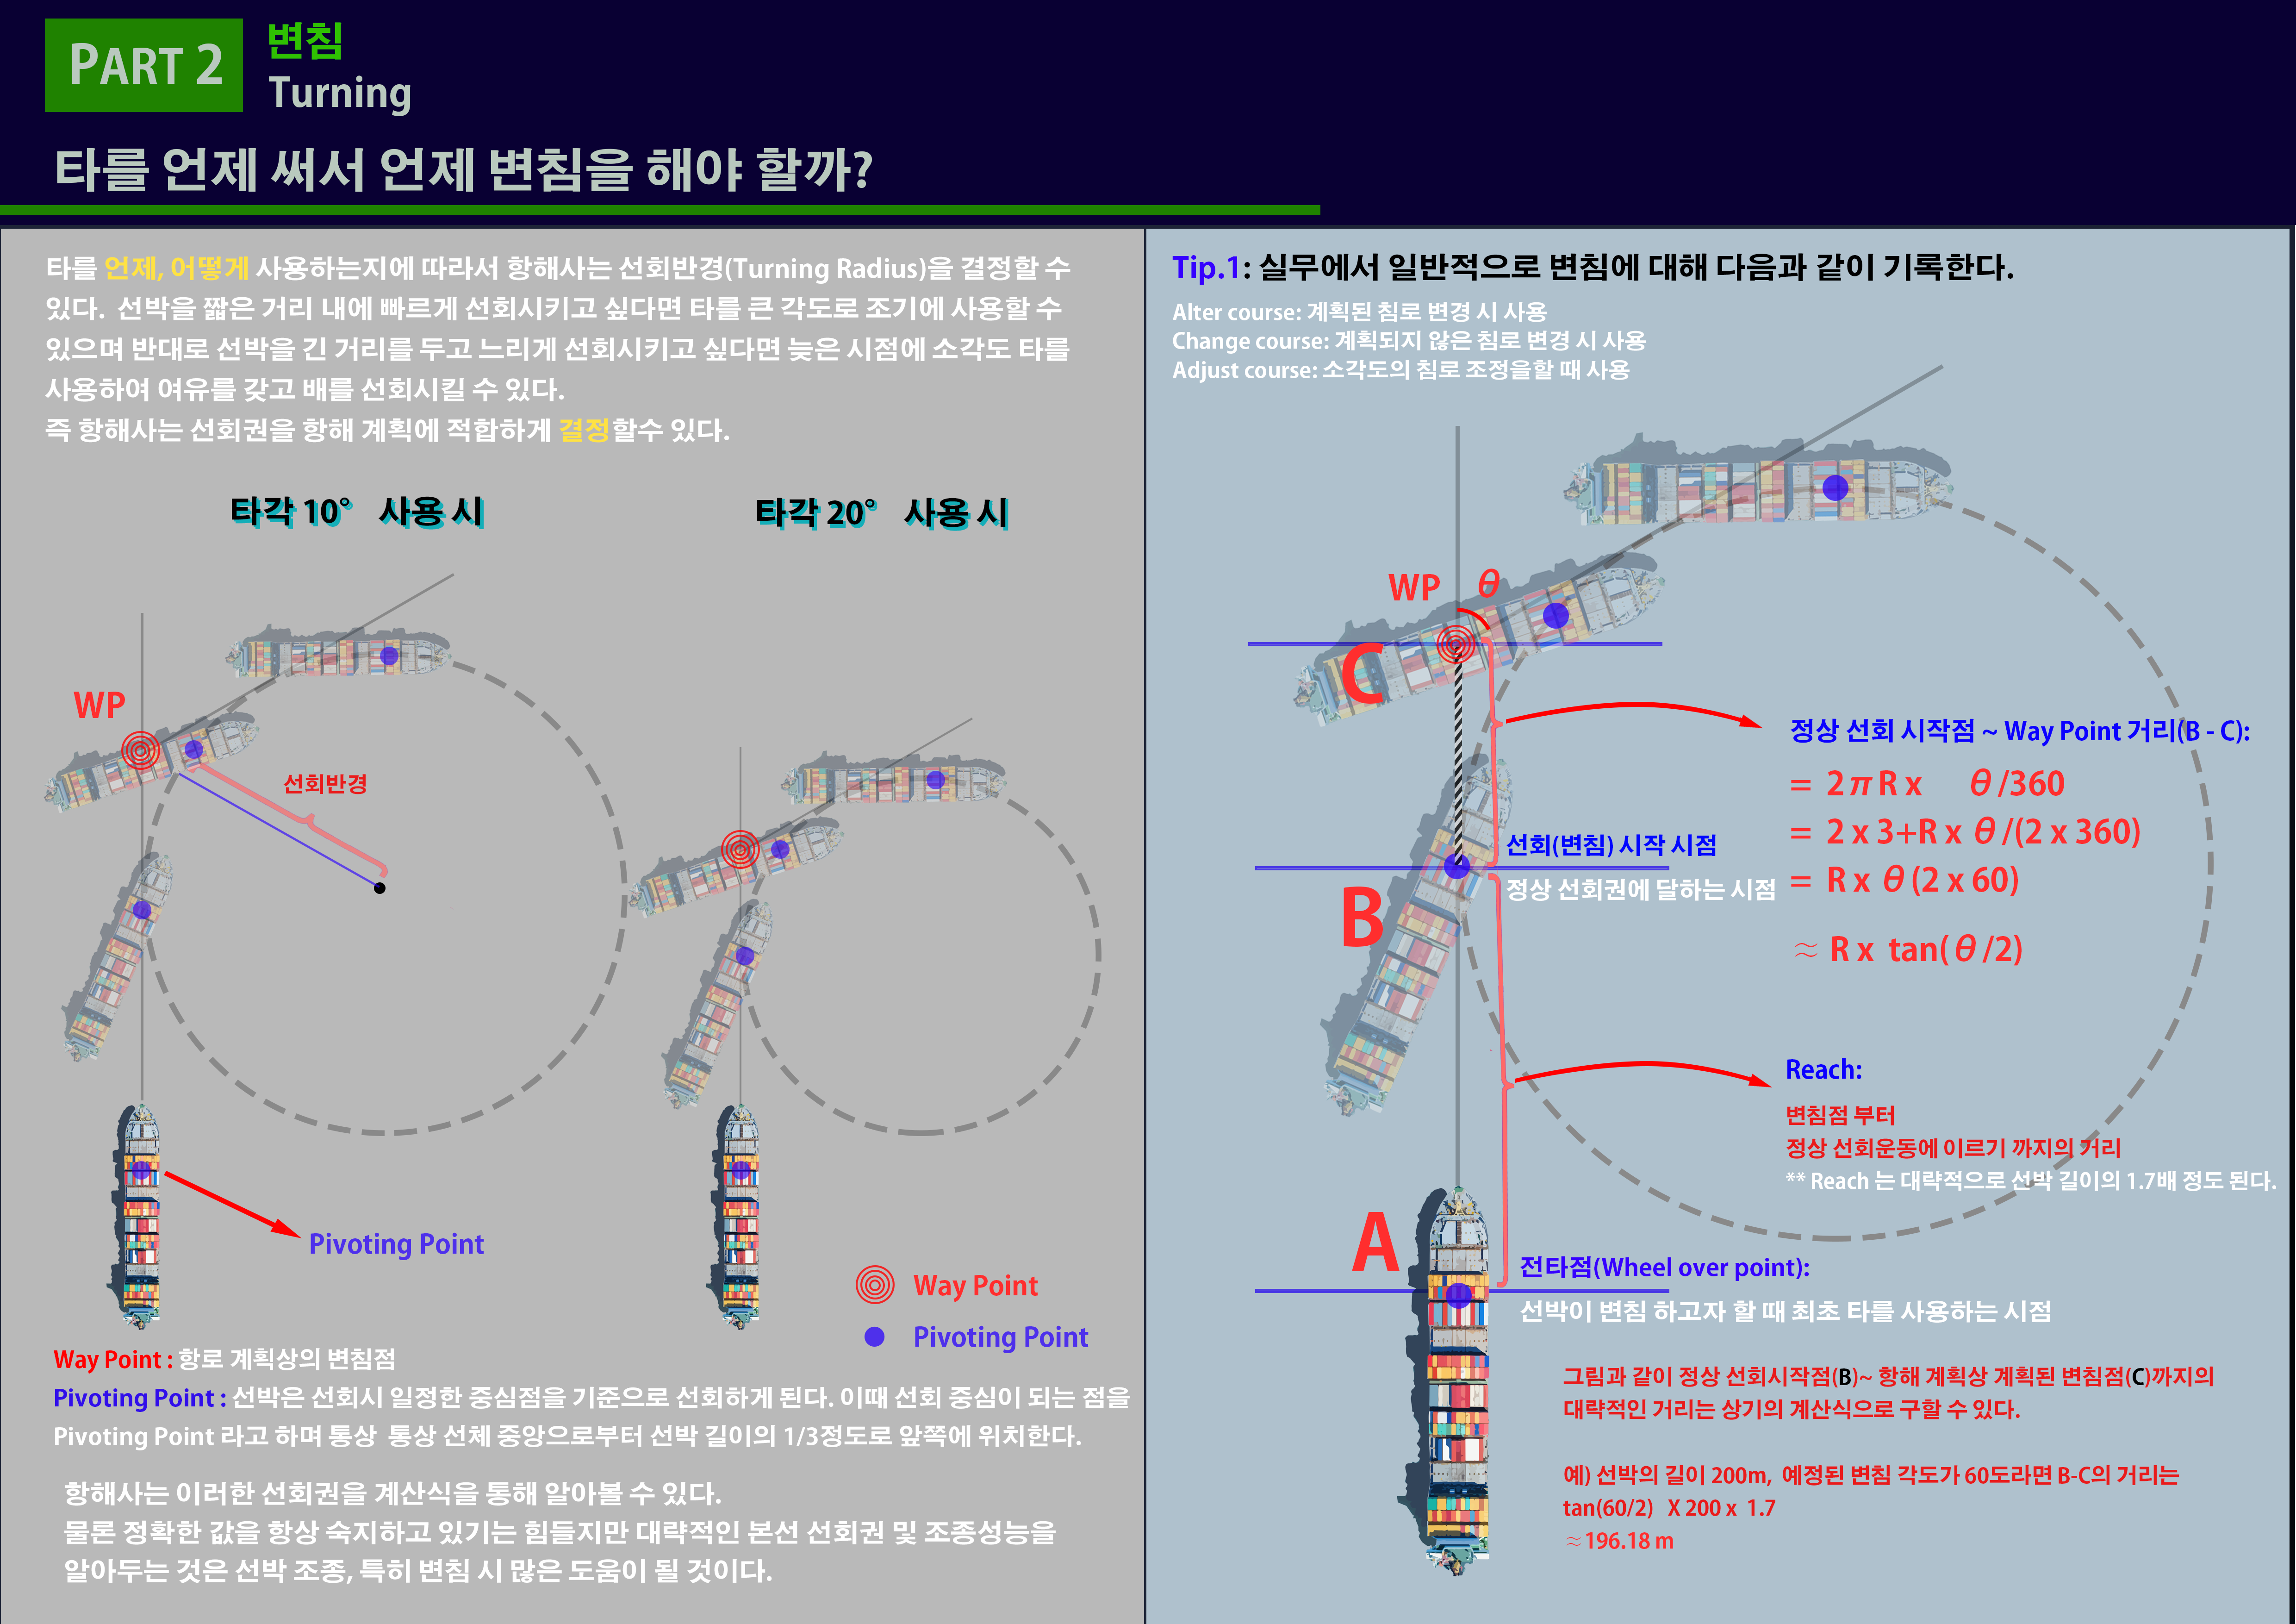 PART 2
변침
Turning
타를 언제 써서 언제 변침을 해야 할까?
타를 언제, 어떻게 사용하는지에 따라서 항해사는 선회반경(Turning Radius)을 결정할 수
있다. 선박을 짧은 거리 내에 빠르게 선회시키고 싶다면 타를 큰 각도로 조기에 사용할 수
있으며 반대로 선박을 긴 거리를 두고 느리게 선회시키고 싶다면 늦은 시점에 소각도 타를
사용하여 여유를 갖고 배를 선회시킬 수 있다.
즉 항해사는 선회권을 항해 계획에 적합하게 결정할수 있다.
타각 10° 사용 시
타각 20° 사용 시
WP
선회반경
Pivoting Point
Way Point
Pivoting Point
Way Point : 항로 계획상의 변침점
Pivoting Point : 선박은 선회시 일정한 중심점을 기준으로 선회하게 된다. 이때 선회 중심이 되는 점을
Pivoting Point 라고 하며 통상 통상 선체 중앙으로부터 선박 길이의 1/3정도로 앞쪽에 위치한다.
항해사는 이러한 선회권을 계산식을 통해 알아볼 수 있다.
물론 정확한 값을 항상 숙지하고 있기는 힘들지만 대략적인 본선 선회권 및 조종성능을
알아두는 것은 선박 조종, 특히 변침 시 많은 도움이 될 것이다.
Tip.1: 실무에서 일반적으로 변침에 대해 다음과 같이 기록한다.
Alter course: 계획된 침로 변경 시 사용
Change course: 계획되지 않은 침로 변경 시 사용
Adjust course: 소각도의 침로 조정을할 때 사용
WP θ
C
정상 선회 시작점 ~ Way Point 거리(B - C):
= 2πR x θ/360
= 2 x 3+R x θ/(2 x 360)
= R x θ(2 x 60)
≈ R x tan(θ/2)
선회(변침) 시작 시점
정상 선회권에 달하는 시점
B
Reach:
변침점 부터
정상 선회운동에 이르기 까지의 거리
** Reach 는 대략적으로 선박 길이의 1.7배 정도 된다.
A
전타점(Wheel over point):
선박이 변침 하고자 할 때 최초 타를 사용하는 시점
그림과 같이 정상 선회시작점(B)~ 항해 계획상 계획된 변침점(C)까지의
대략적인 거리는 상기의 계산식으로 구할 수 있다.
예) 선박의 길이 200m, 예정된 변침 각도가 60도라면 B-C의 거리는
tan(60/2) X 200 x 1.7
≈196.18 m